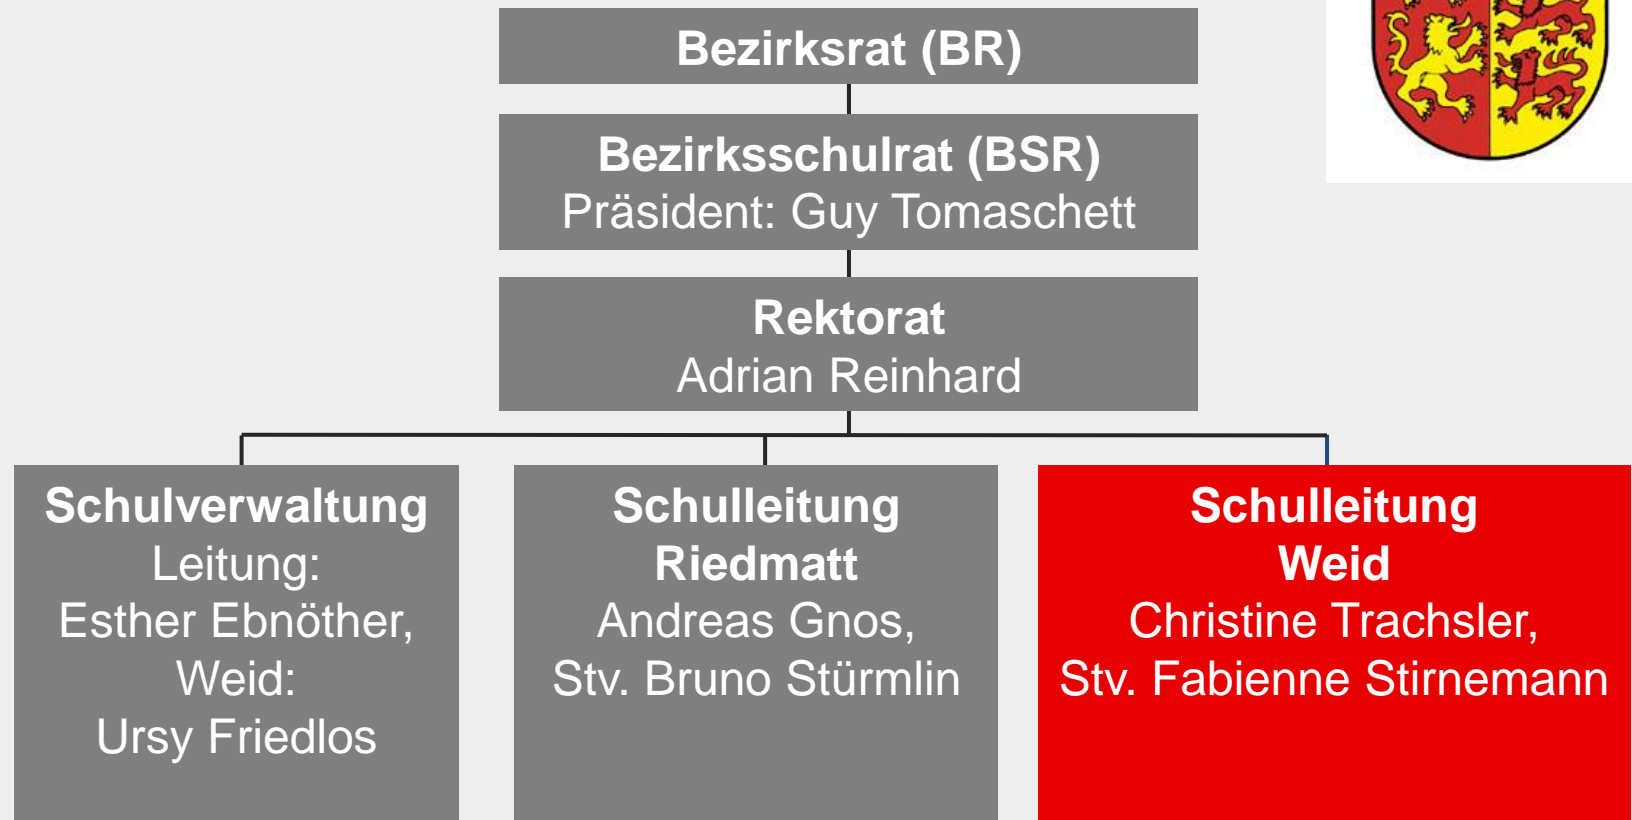 Bezirksrat (BR)
Bezirksschulrat (BSR)
Präsident: Guy Tomaschett
Rektorat
Adrian Reinhard
Schulverwaltung
Leitung:
Esther Ebnöther,
Weid:
Ursy Friedlos
Schulleitung
Riedmatt
Andreas Gnos,
Stv. Bruno Stürmlin
Schulleitung
Weid
Christine Trachsler,
Stv. Fabienne Stirnemann